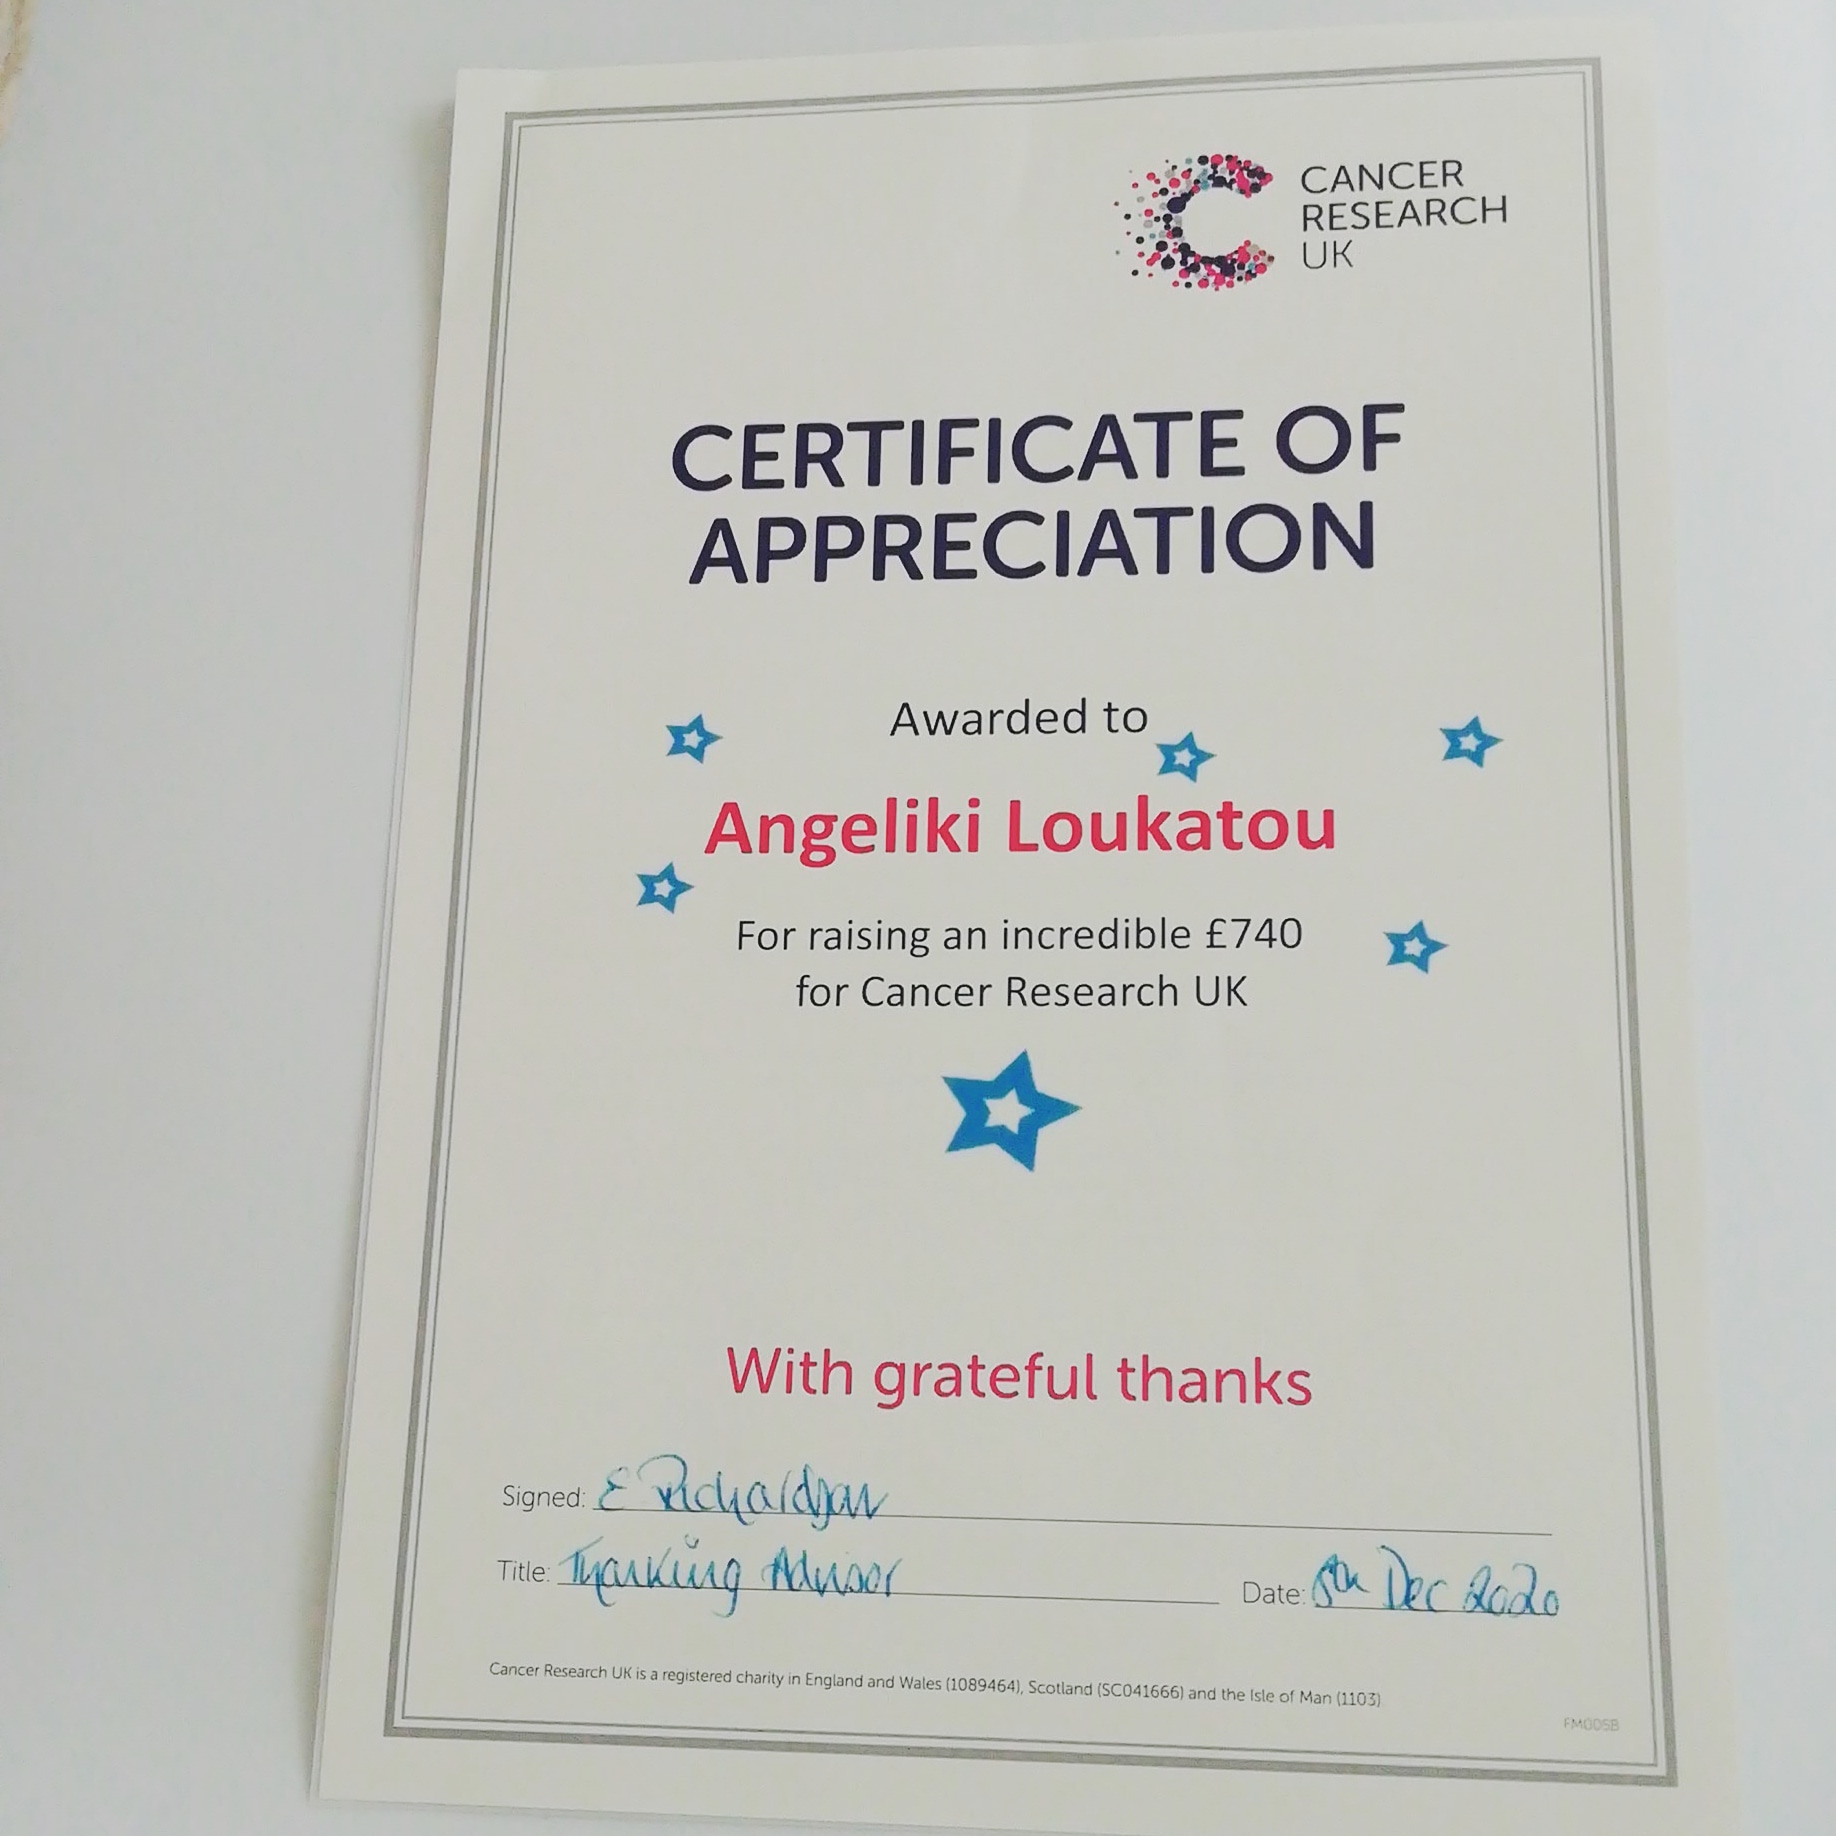 CANCER
RESEARCH
UK
CERTIFICATE OF
APPRECIATION
Awarded to
Angeliki Loukatou
For raising an incredible £740
for Cancer Research UK
With grateful thanks
Signed: E Richardson
Title: Thanking Advisor
Date: 8th Dec 2020
Cancer Research UK is a registered charity in England and Wales (1089464), Scotland (SC041666) and the Isle of Man (1103)